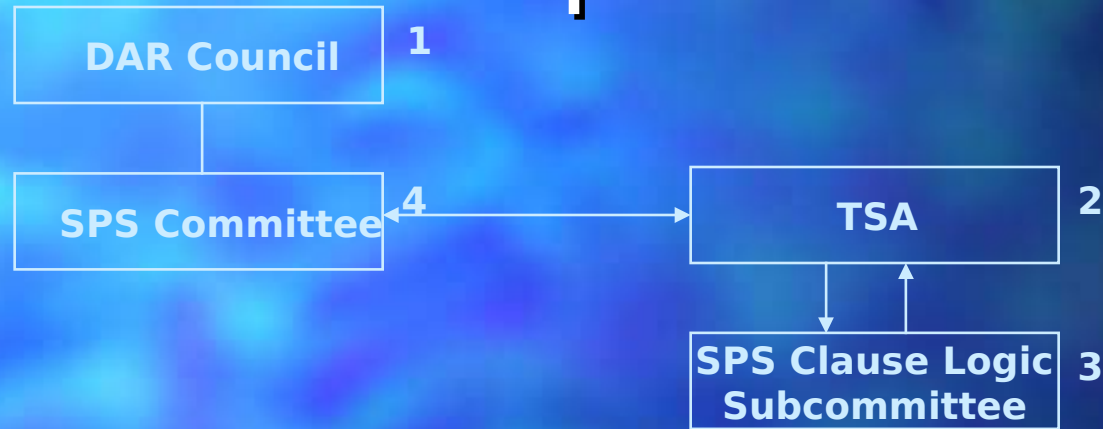 DAR Council 1
SPS Committee 4
TSA 2
SPS Clause Logic 3
Subcommittee